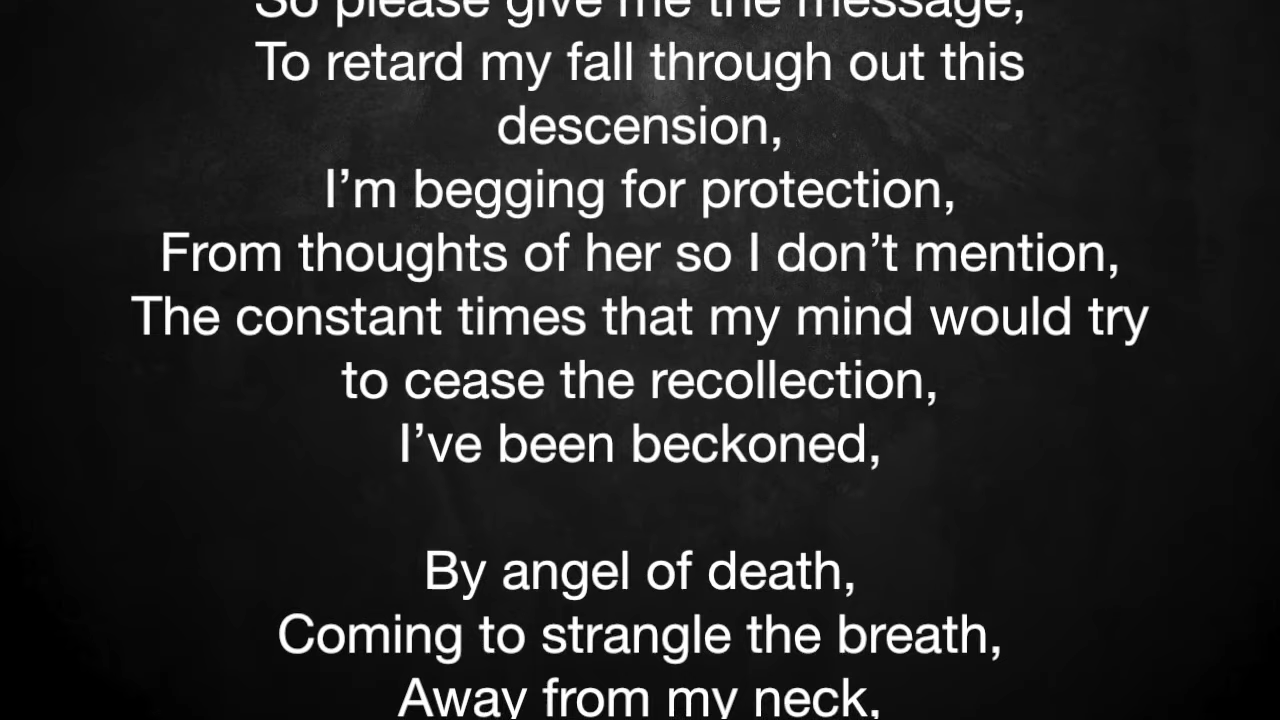 So please give me the message,
To retard my fall through out this
descension,
I’m begging for protection,
From thoughts of her so I don’t mention,
The constant times that my mind would try
to cease the recollection,
I’ve been beckoned,
By angel of death,
Coming to strangle the breath,
Away from my neck,